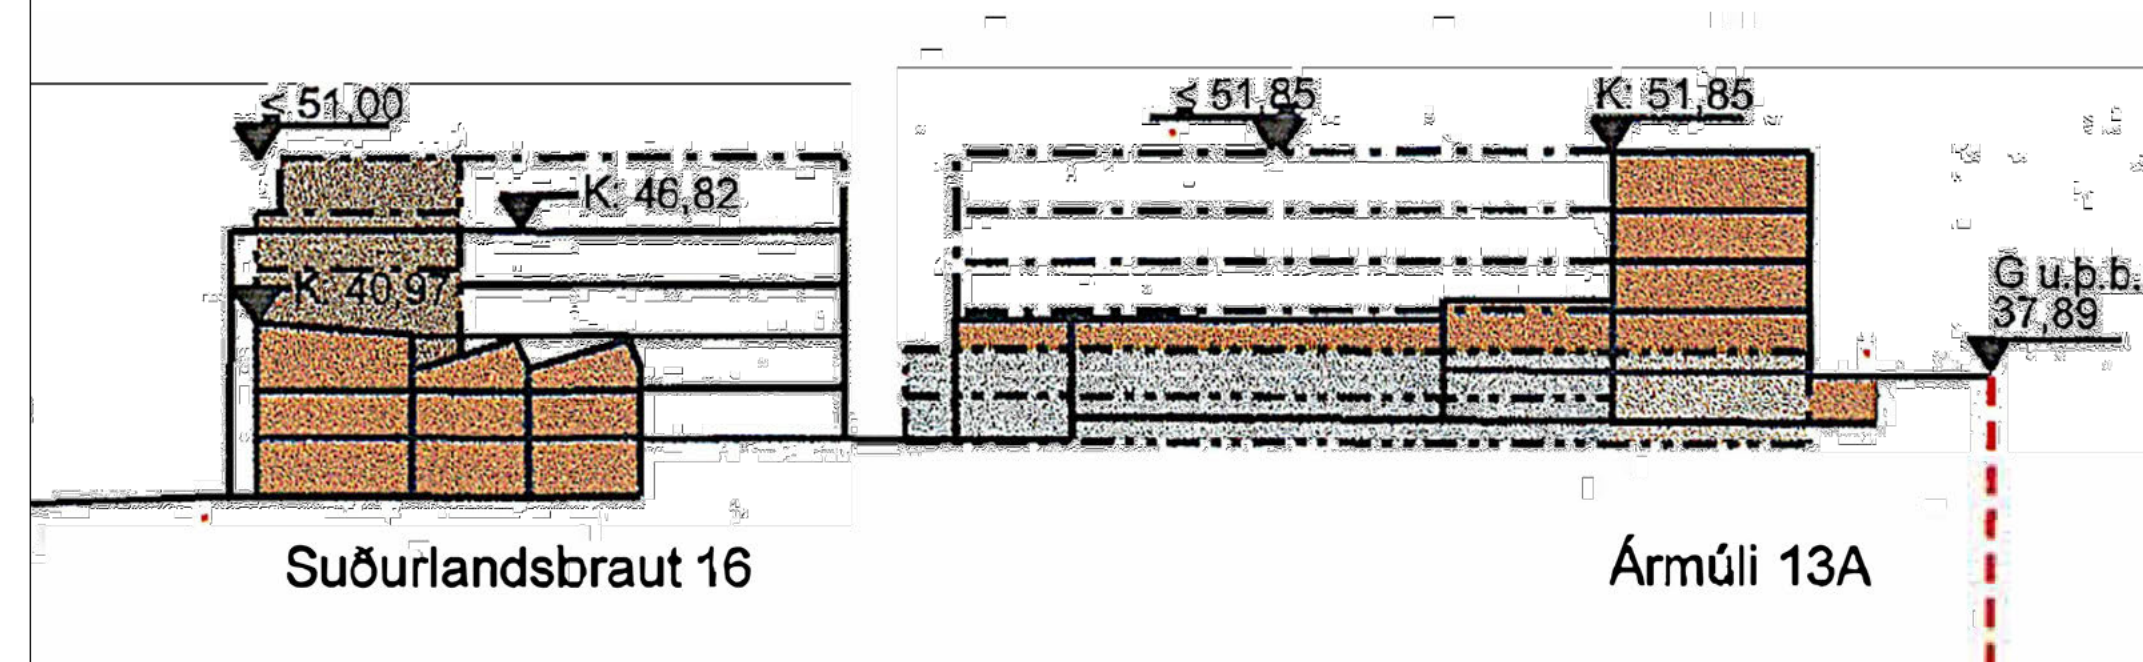 ≤ 51,00
K: 46,82
K: 40,97
≤ 51,85
K: 51,85
G u.þ.b.
37,89
Suðurlandsbraut 16
Ármúli 13A